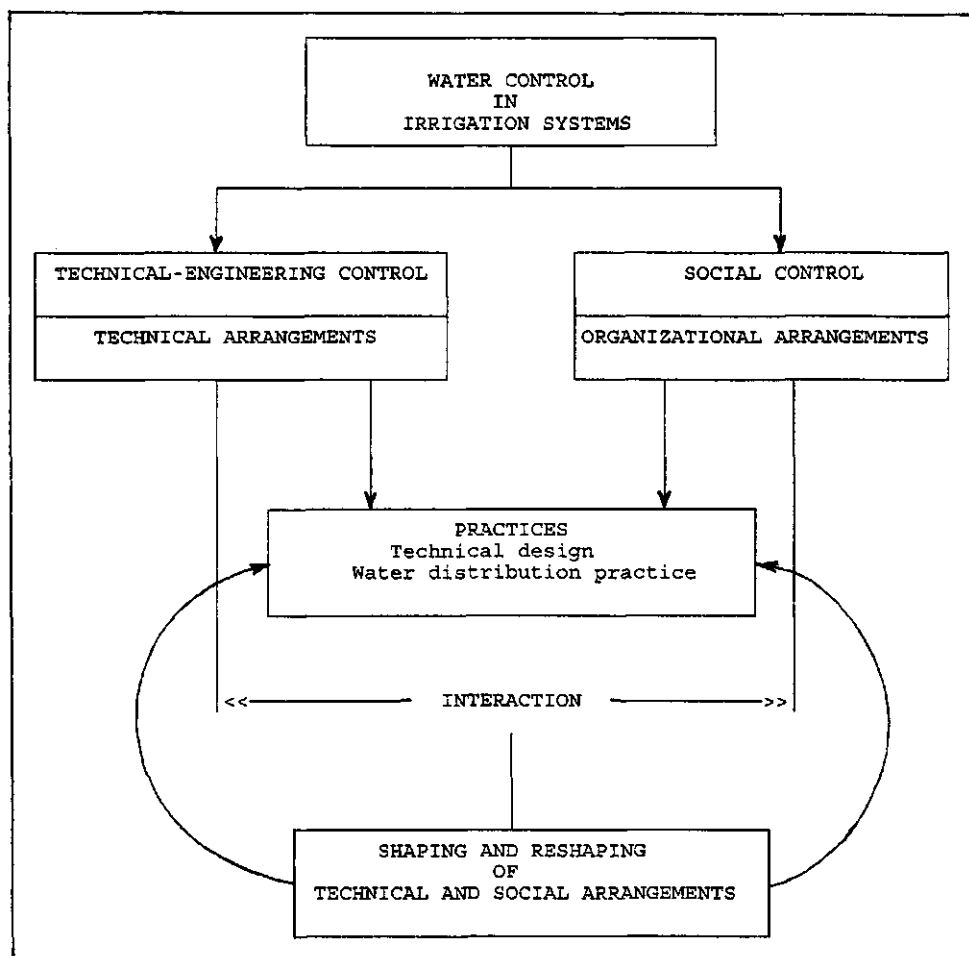 WATER CONTROL
IN
IRRIGATION SYSTEMS
TECHNICAL-ENGINEERING CONTROL
SOCIAL CONTROL
TECHNICAL ARRANGEMENTS
ORGANIZATIONAL ARRANGEMENTS
PRACTICES
Technical design
Water distribution practice
<< INTERACTION >>
SHAPING AND RESHAPING
OF
TECHNICAL AND SOCIAL ARRANGEMENTS